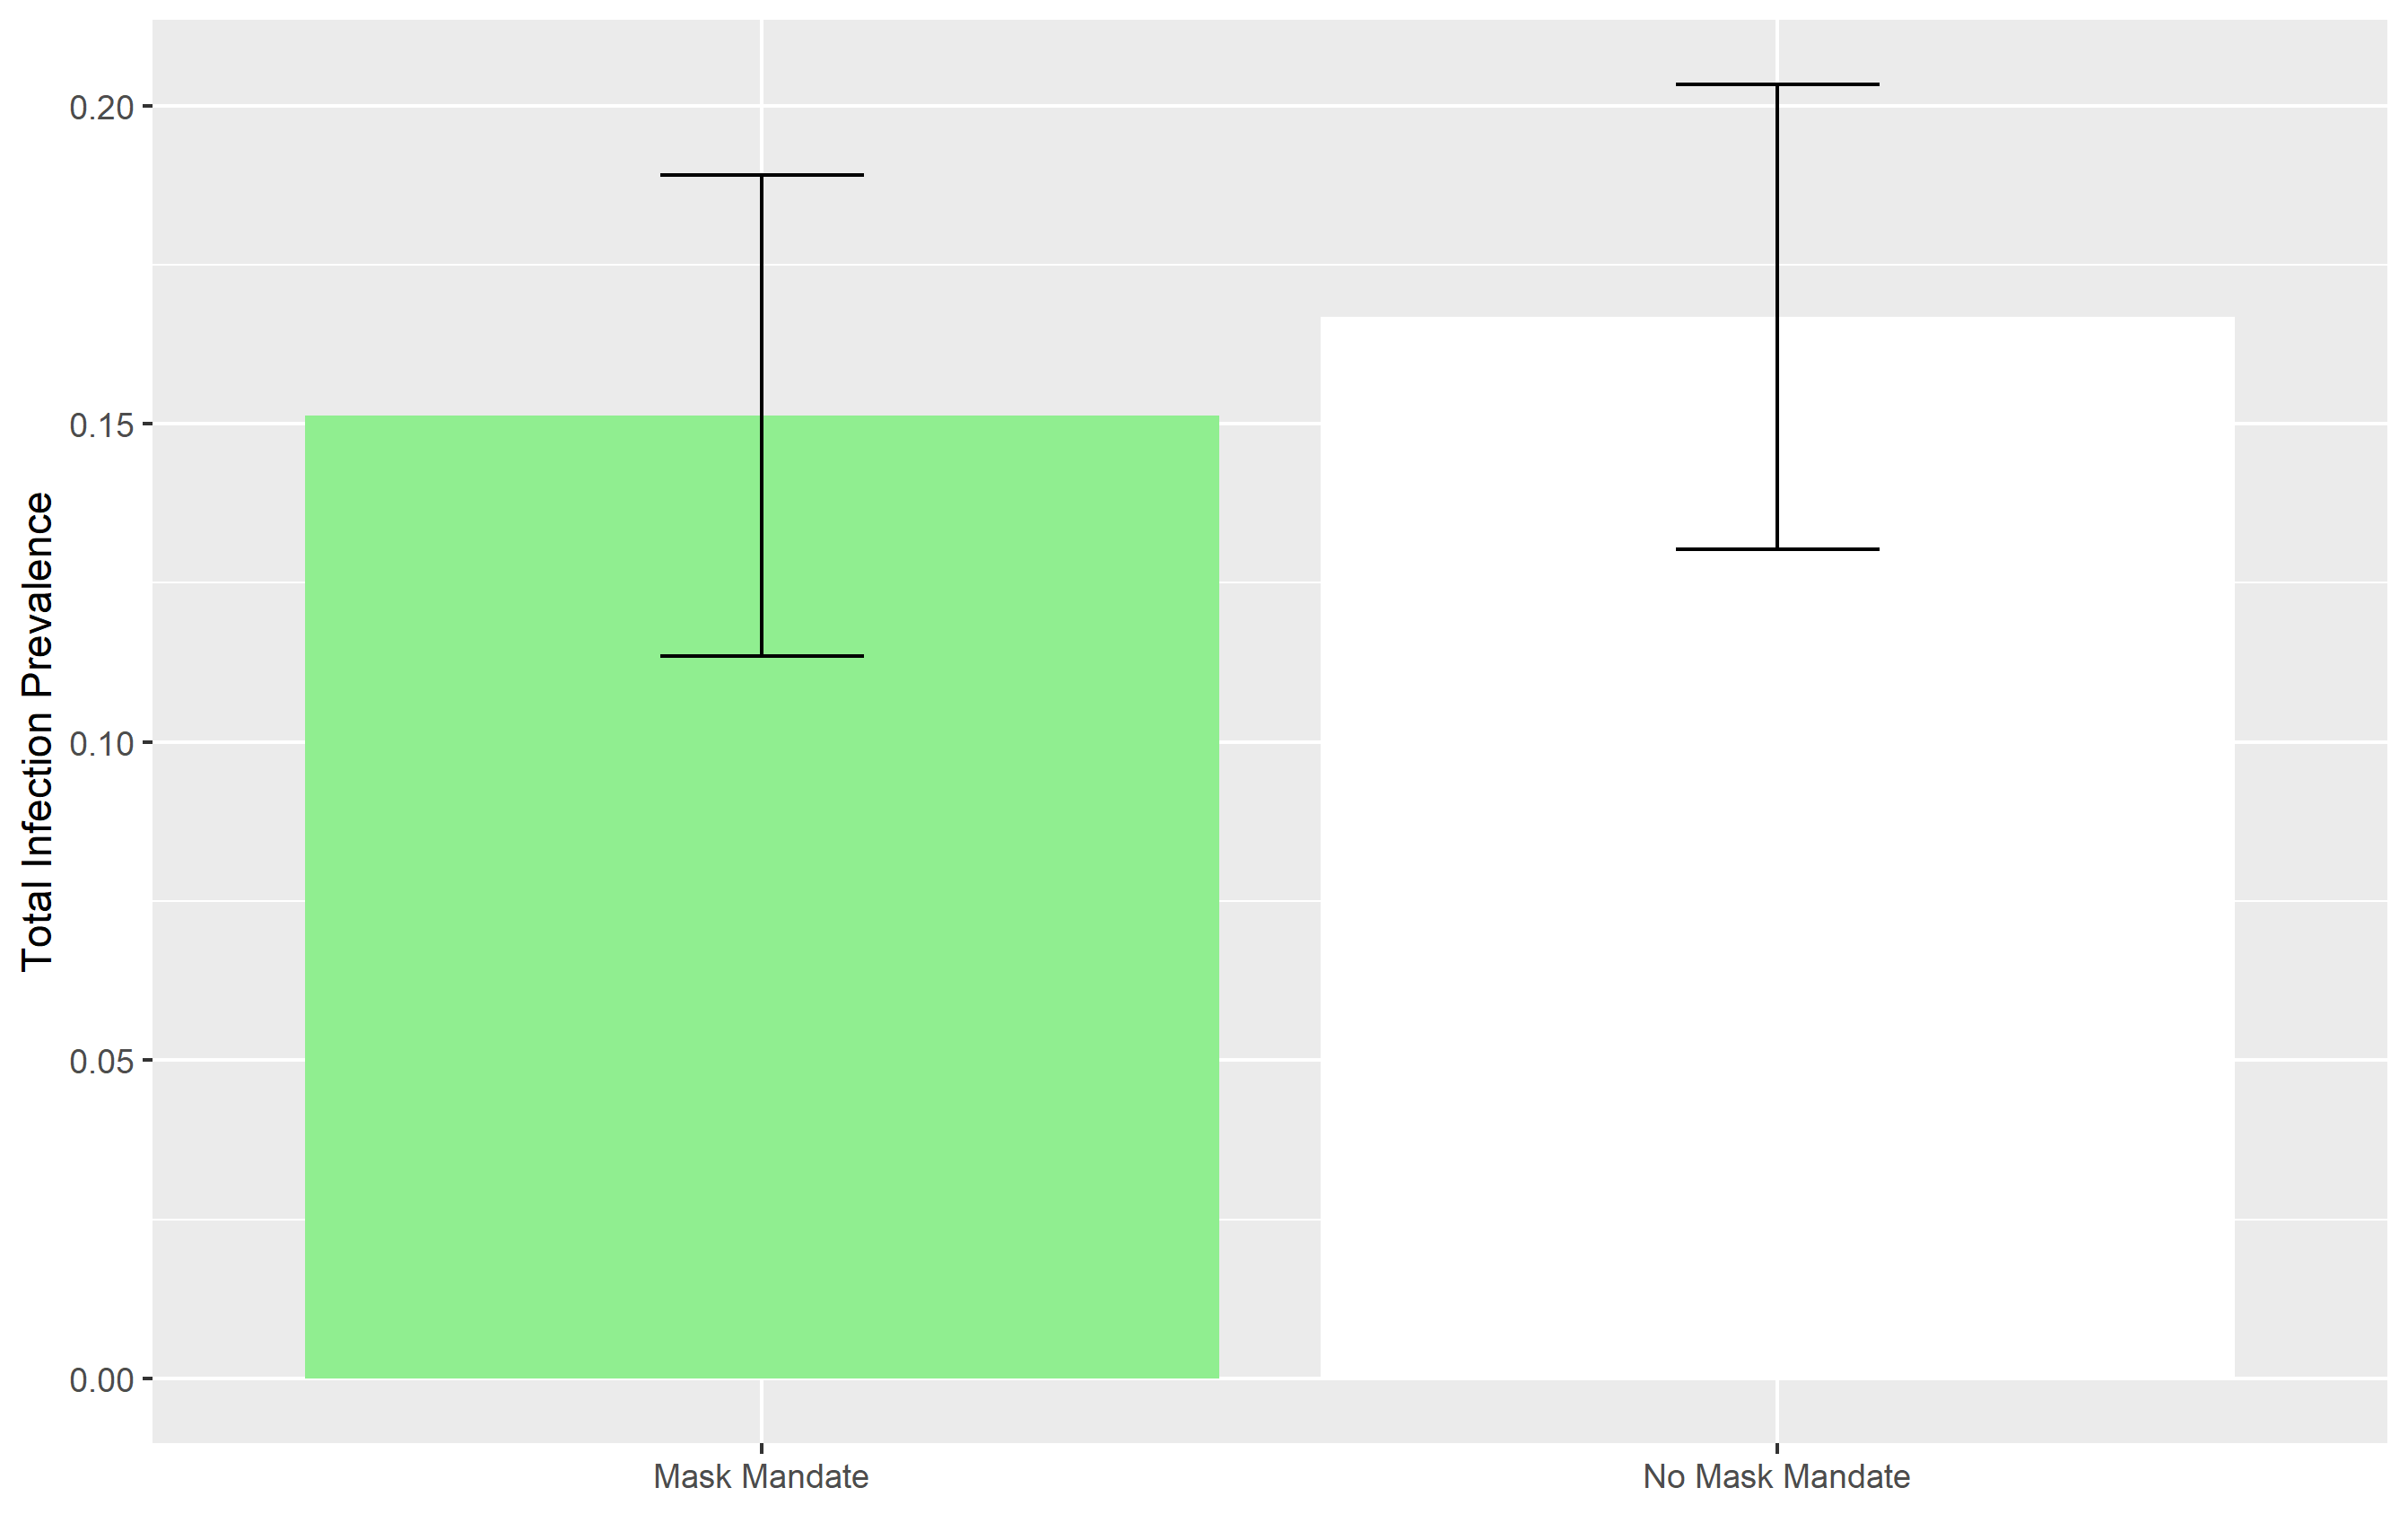 Total Infection Prevalence
0.20
0.15
0.10
0.05
0.00
Mask Mandate
No Mask Mandate